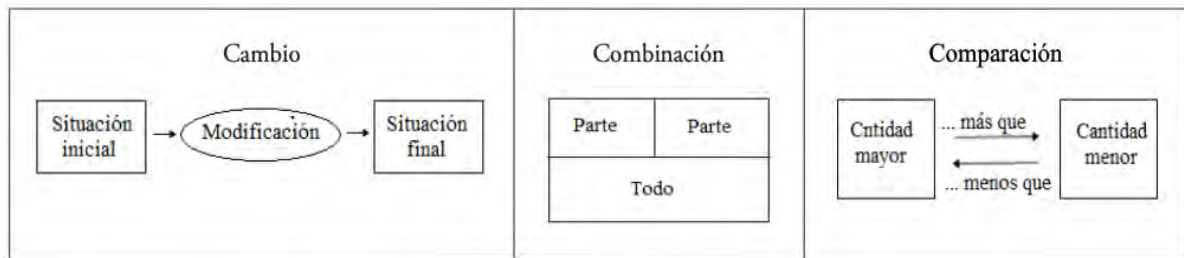 Cambio
Situación
inicial
Modificación
Situación
final
Combinación
Parte
Parte
Todo
Comparación
Cntidad
mayor
... más que
... menos que
Cantidad
menor